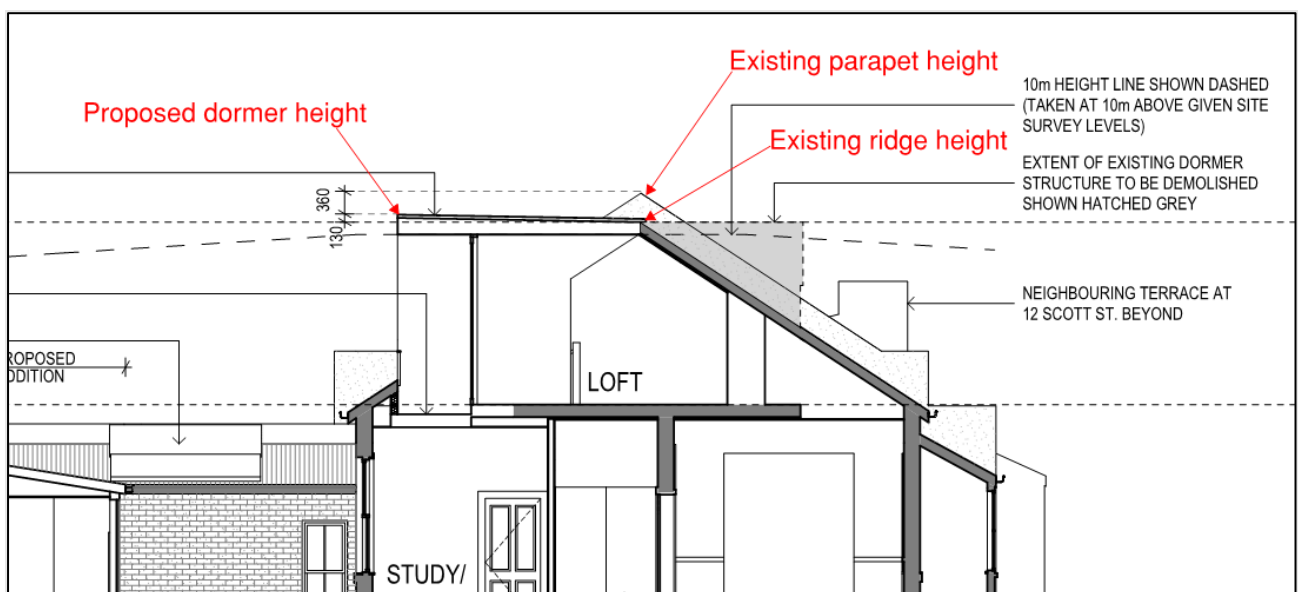 Existing parapet height
Proposed dormer height
Existing ridge height
10m HEIGHT LINE SHOWN DASHED
(TAKEN AT 10m ABOVE GIVEN SITE
SURVEY LEVELS)
EXTENT OF EXISTING DORMER
STRUCTURE TO BE DEMOLISHED
SHOWN HATCHED GREY
360
130
NEIGHBOURING TERRACE AT
12 SCOTT ST. BEYOND
ROPOSED
DDITION
LOFT
STUDY/